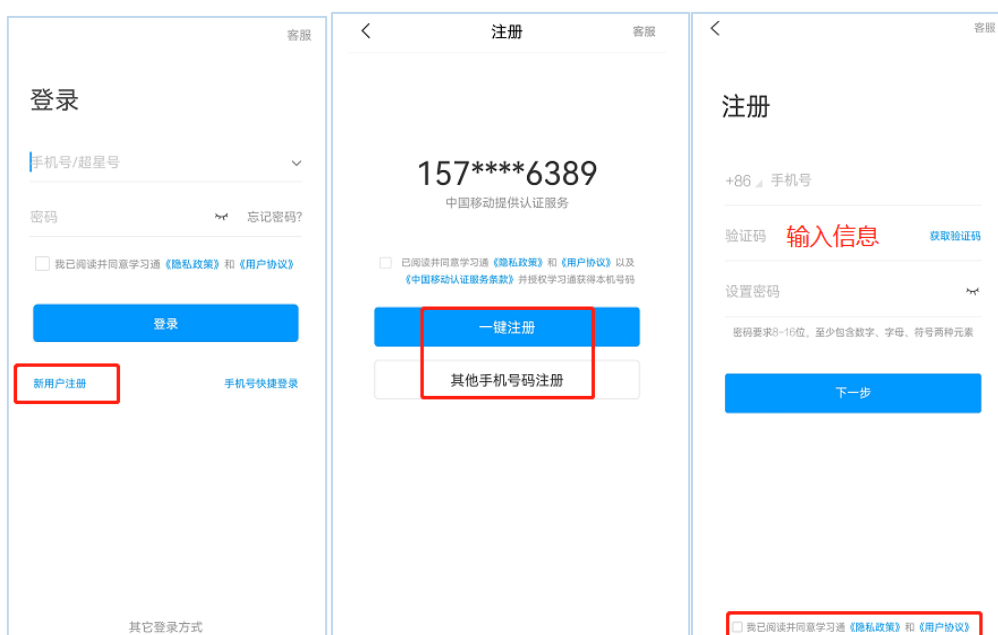 客服
登录
手机号/超星号
密码
忘记密码?
我已阅读并同意学习通《隐私政策》和《用户协议》
登录
新用户注册
手机号快捷登录
其它登录方式
注册
客服
157****6389
中国移动提供认证服务
已阅读并同意学习通《隐私政策》和《用户协议》以及
《中国移动认证服务条款》并授权学习通获得本机号码
一键注册
其他手机号码注册
客服
注册
+86 手机号
验证码 输入信息 获取验证码
设置密码
密码要求8-16位，至少包含数字、字母、符号两种元素
下一步
我已阅读并同意学习通《隐私政策》和《用户协议》